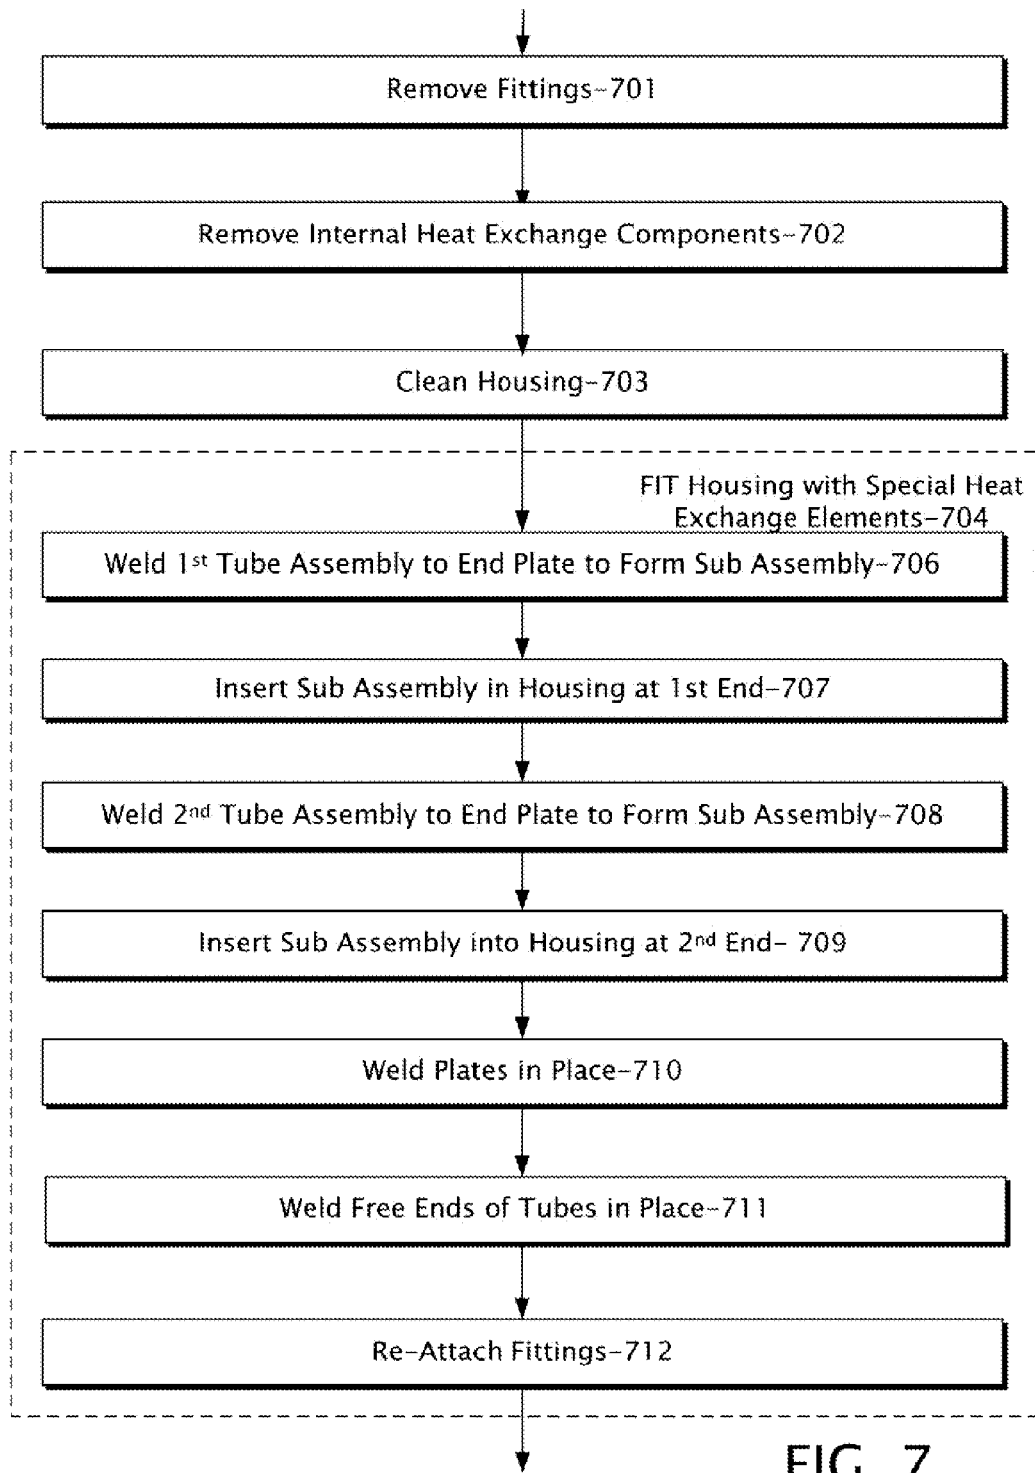 Remove Fittings-701
Remove Internal Heat Exchange Components-702
Clean Housing-703
FIT Housing with Special Heat
Exchange Elements-704
Weld 1st Tube Assembly to End Plate to Form Sub Assembly-706
Insert Sub Assembly in Housing at 1st End-707
Weld 2nd Tube Assembly to End Plate to Form Sub Assembly-708
Insert Sub Assembly into Housing at 2nd End- 709
Weld Plates in Place-710
Weld Free Ends of Tubes in Place-711
Re-Attach Fittings-712
FIG. 7